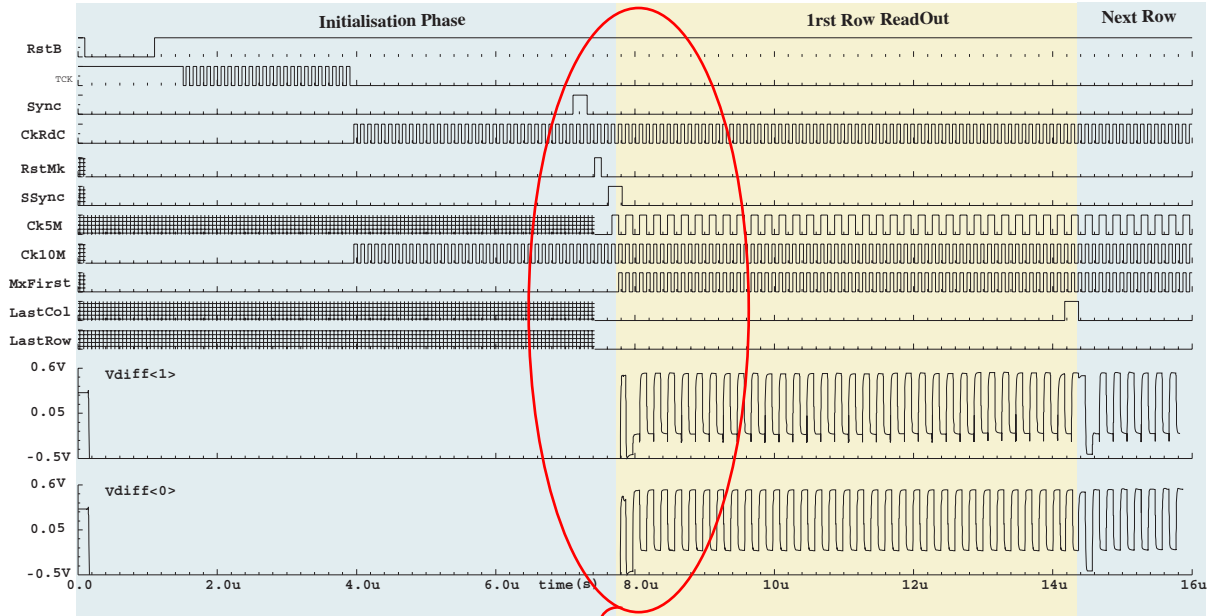 Initialisation Phase 1rst Row ReadOut Next Row
RstB
TCK
Sync
CkRdC
RstMk
SSync
Ck5M
Ck10M
MxFirst
LastCol
LastRow
0.6V Vdiff<1>
0.05
-0.5V
0.6V Vdiff<0>
0.05
-0.5V
0.0 2.0u 4.0u 6.0u time(s) 8.0u 10u 12u 14u 16u